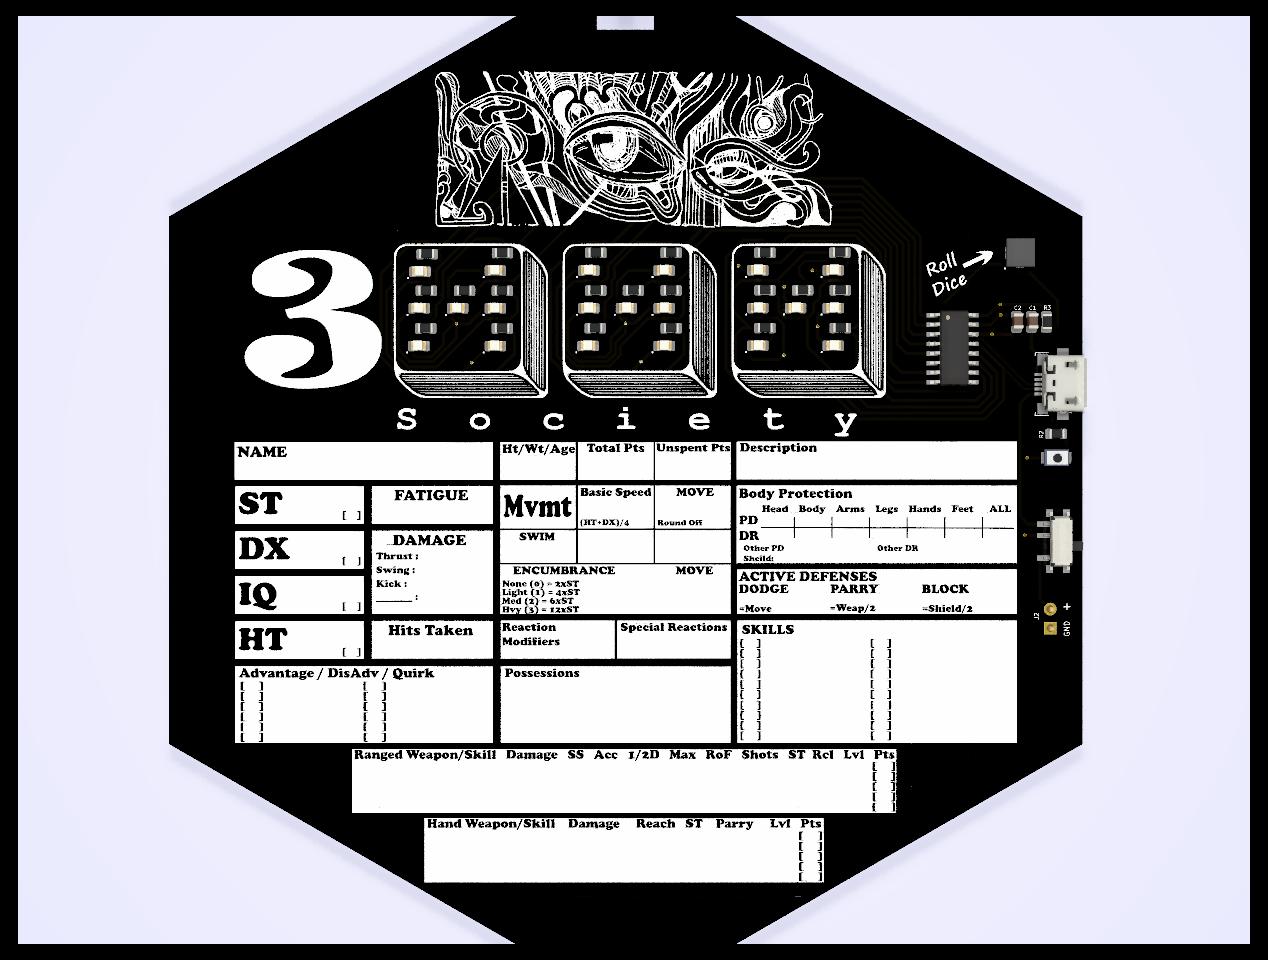 3
Roll
Dice
C2 C1 R3
Society
R2
NAME
Ht/Wt/Age Total Pts Unspent Pts
Description
ST [ ]
FATIGUE
Mvmt
Basic Speed
(HT+DX)/4
MOVE
Round Off
Body Protection
Head Body Arms Legs Hands Feet ALL
PD
DR
Other PD Other DR
Sheild:
DX [ ]
DAMAGE
Thrust :
Swing :
Kick :
______ :
SWIM
ENCUMBRANCE MOVE
None (0) = 2xST
Light (1) = 4xST
Med (2) = 6xST
Hvy (3) = 12xST
ACTIVE DEFENSES
DODGE PARRY BLOCK
=Move =Weap/2 =Shield/2
IQ [ ]
J2
+
GND
HT [ ]
Hits Taken
Reaction
Modifiers
Special Reactions
SKILLS
[ ] [ ]
[ ] [ ]
[ ] [ ]
[ ] [ ]
[ ] [ ]
[ ] [ ]
[ ] [ ]
[ ] [ ]
[ ] [ ]
[ ] [ ]
Advantage / DisAdv / Quirk
[ ] [ ]
[ ] [ ]
[ ] [ ]
[ ] [ ]
[ ] [ ]
[ ] [ ]
Possessions
Ranged Weapon/Skill Damage SS Acc 1/2D Max RoF Shots ST Rcl Lvl Pts
[ ]
[ ]
[ ]
[ ]
[ ]
Hand Weapon/Skill Damage Reach ST Parry Lvl Pts
[ ]
[ ]
[ ]
[ ]
[ ]